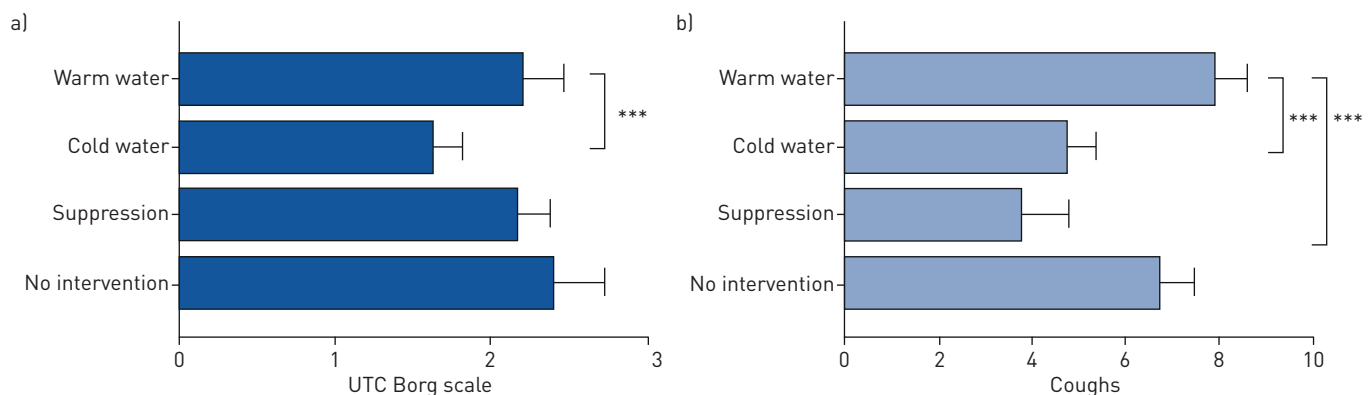 a)
Warm water
Cold water
Suppression
No intervention
***
0 1 2 3
UTC Borg scale
b)
Warm water
Cold water
Suppression
No intervention
*** ***
0 2 4 6 8 10
Coughs